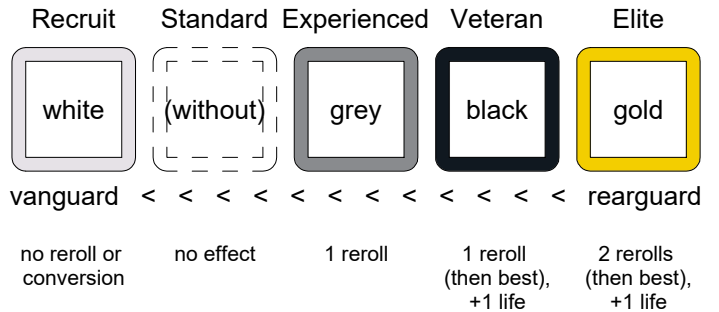 Recruit Standard Experienced Veteran Elite
white (without) grey black gold
vanguard < < < < < < < < < < < < rearguard
no reroll or no effect 1 reroll 1 reroll 2 rerolls
conversion (then best), (then best),
+1 life +1 life